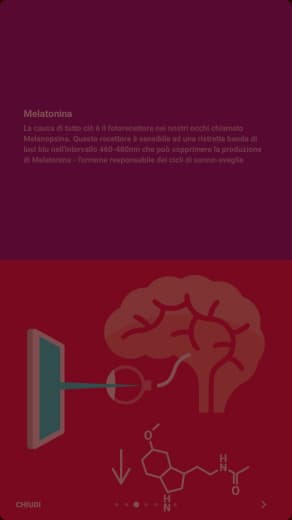 Melatonina
La causa di tutto ciò è il fotorecettore nei nostri occhi chiamato
Melanopsina. Questo recettore è sensibile ad una ristretta banda di
luci blu nell'intervallo 460-480nm che può sopprimere la produzione
di Melatonina - l'ormone responsabile dei cicli di sonno-veglia
O
H
N
H
N
O
CHIUDI